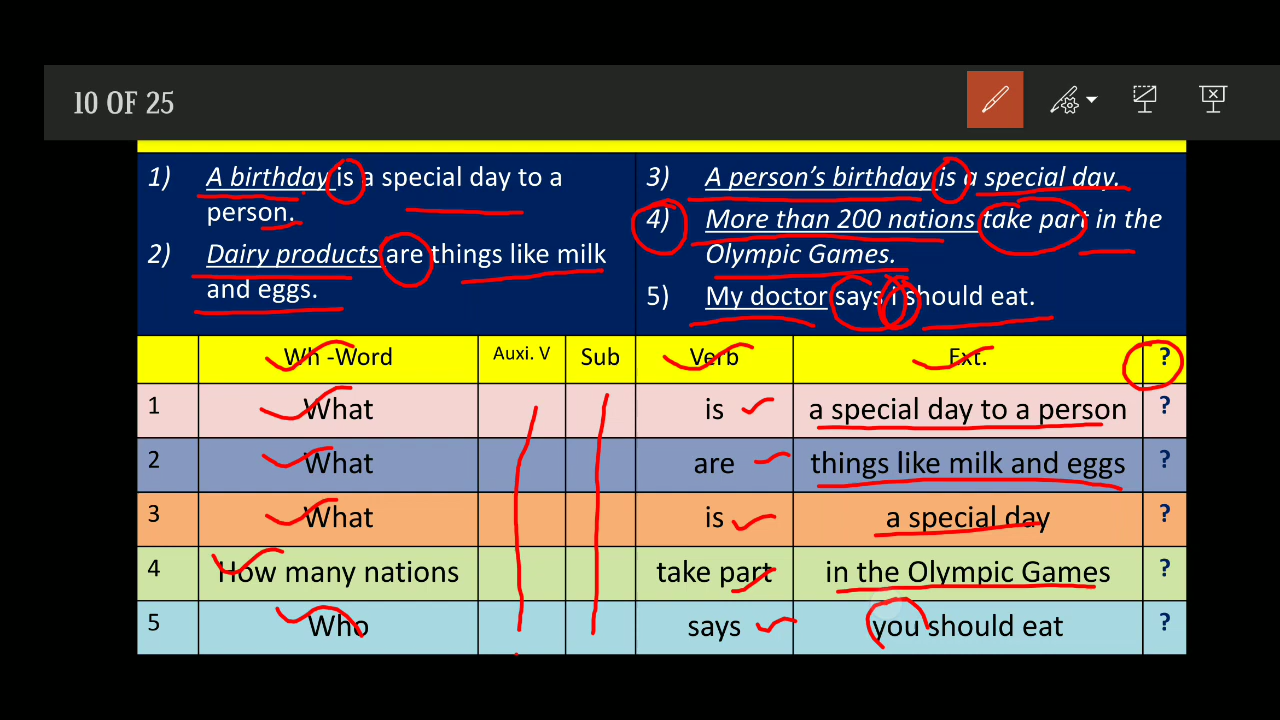 10 OF 25
1) A birthday is a special day to a
person.
2) Dairy products are things like milk
and eggs.
3) A person's birthday is a special day.
4) More than 200 nations take part in the
Olympic Games.
5) My doctor says i should eat.
Wh -Word Auxi. V Sub Verb Ext. ?
1 What is a special day to a person ?
2 What are things like milk and eggs ?
3 What is a special day ?
4 How many nations take part in the Olympic Games ?
5 Who says you should eat ?